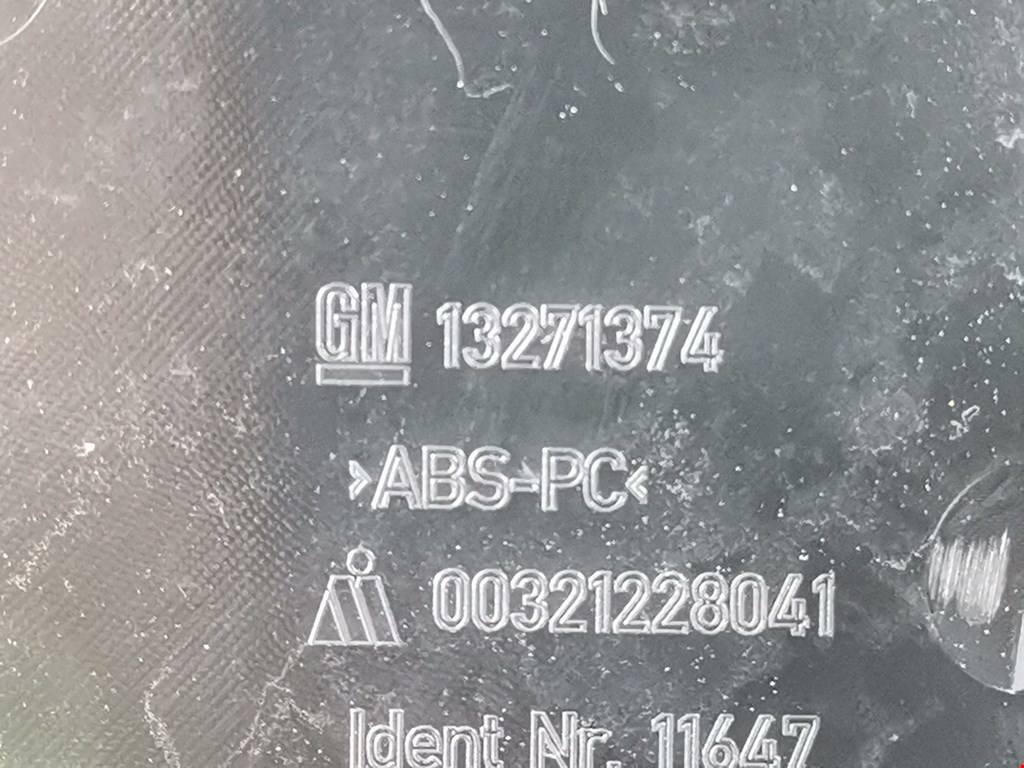 GM 13271374
>ABS-PC<
00321228041
Ident Nr. 11647